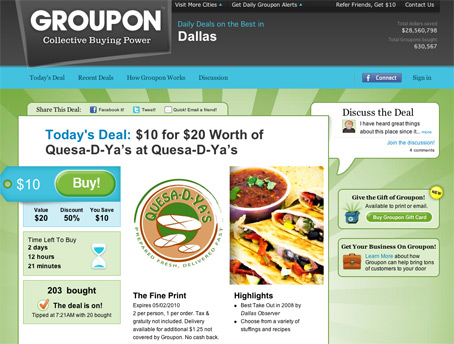 Visit More Cities
Get Daily Groupon Alerts
Refer Friends, Get $10
Contact Us
GROUPON
Collective Buying Power
Daily Deals on the Best in
Dallas
Total dollars saved
$28,560,798
Total Groupons bought
630,567
Today's Deal
Recent Deals
How Groupon Works
Discussion
f Connect
Sign in
Share This Deal:
Facebook it!
Tweet!
Quick! Email a friend!
Today's Deal: $10 for $20 Worth of
Quesa-D-Ya's at Quesa-D-Ya's
$10
Buy!
Value
Discount
You Save
$20
50%
$10
Time Left To Buy
2 days
12 hours
21 minutes
203 bought
The deal is on!
Tipped at 7:21AM with 20 bought
QUESA-D-YA'S
PREPARED FRESH, DELIVERED FAST
The Fine Print
Expires 05/02/2010
2 per person, 1 per order. Tax &
gratuity not included. Delivery
available for additional $1.25 not
covered by Groupon. No cash back.
Highlights
Best Take Out in 2008 by
Dallas Observer
Choose from a variety of
stuffings and recipes
Discuss the Deal
I have heard great things
about this place since it... more
Join the discussion!
4 comments
NEW
Give the Gift of Groupon!
Available to print or email.
Buy Groupon Gift Card
Get Your Business On Groupon!
Learn More about how
Groupon can help bring tons
of customers to your door